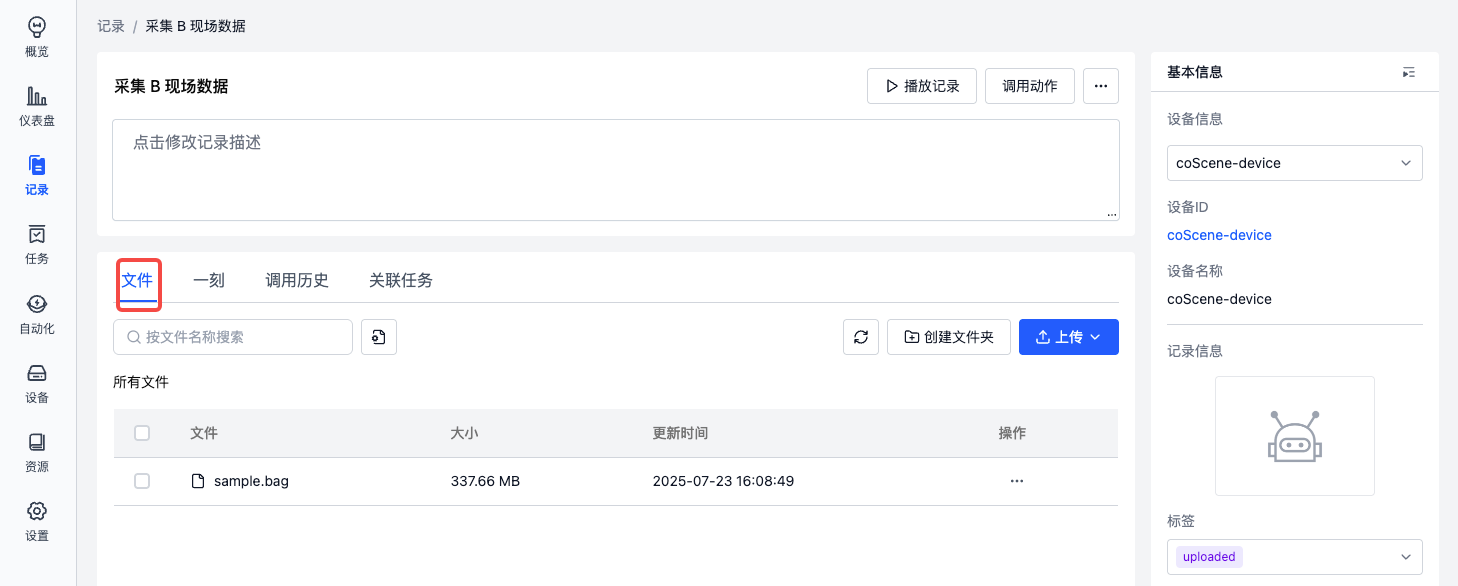 概览
仪表盘
记录
任务
自动化
设备
资源
设置
记录 / 采集 B 现场数据
采集 B 现场数据
播放记录
调用动作
点击修改记录描述
文件
一刻
调用历史
关联任务
按文件名称搜索
创建文件夹
上传
所有文件
文件 大小 更新时间 操作
sample.bag 337.66 MB 2025-07-23 16:08:49
基本信息
设备信息
coScene-device
设备ID
coScene-device
设备名称
coScene-device
记录信息
标签
uploaded